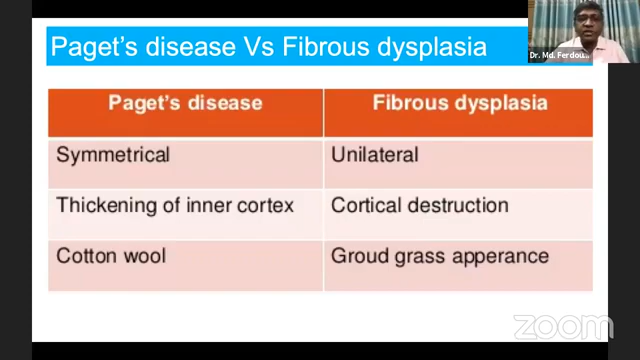 Paget's disease Vs Fibrous dysplasia
Dr. Md. Ferdou...
Paget's disease Fibrous dysplasia
Symmetrical Unilateral
Thickening of inner cortex Cortical destruction
Cotton wool Groud grass apperance
zoom